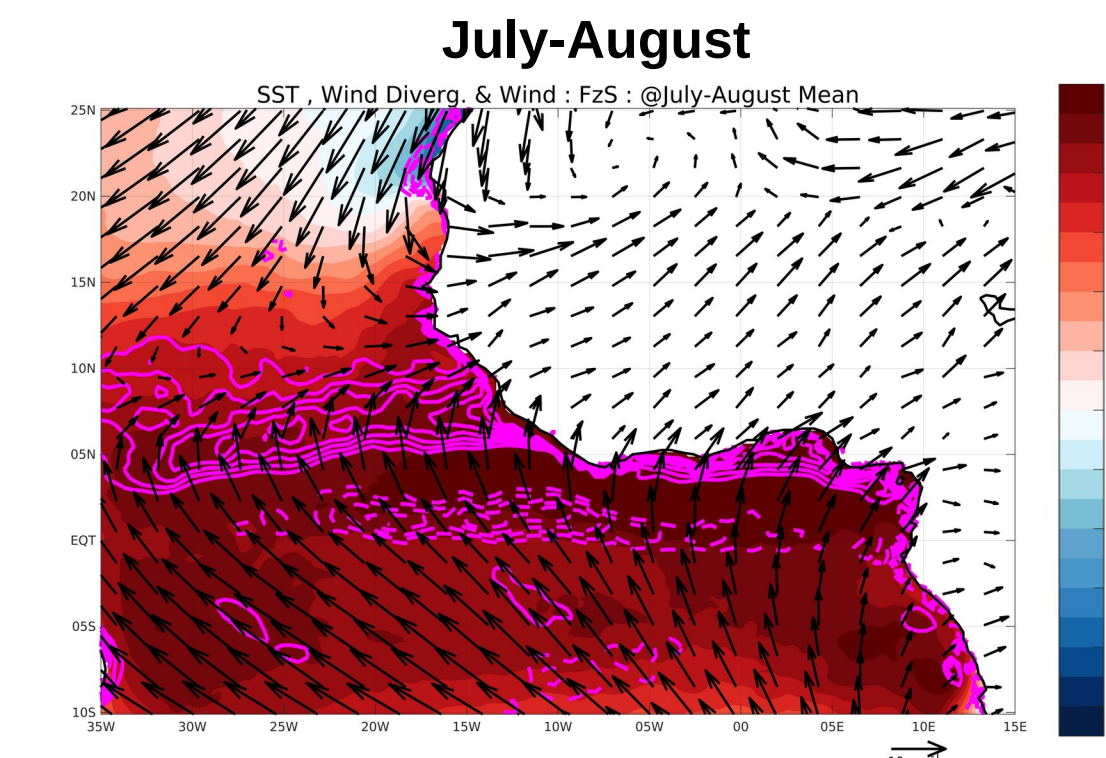 July-August
SST , Wind Diverg. & Wind : FzS : @July-August Mean
25N
20N
15N
10N
05N
EQT
05S
10S
35W 30W 25W 20W 15W 10W 05W 00 05E 10E 15E